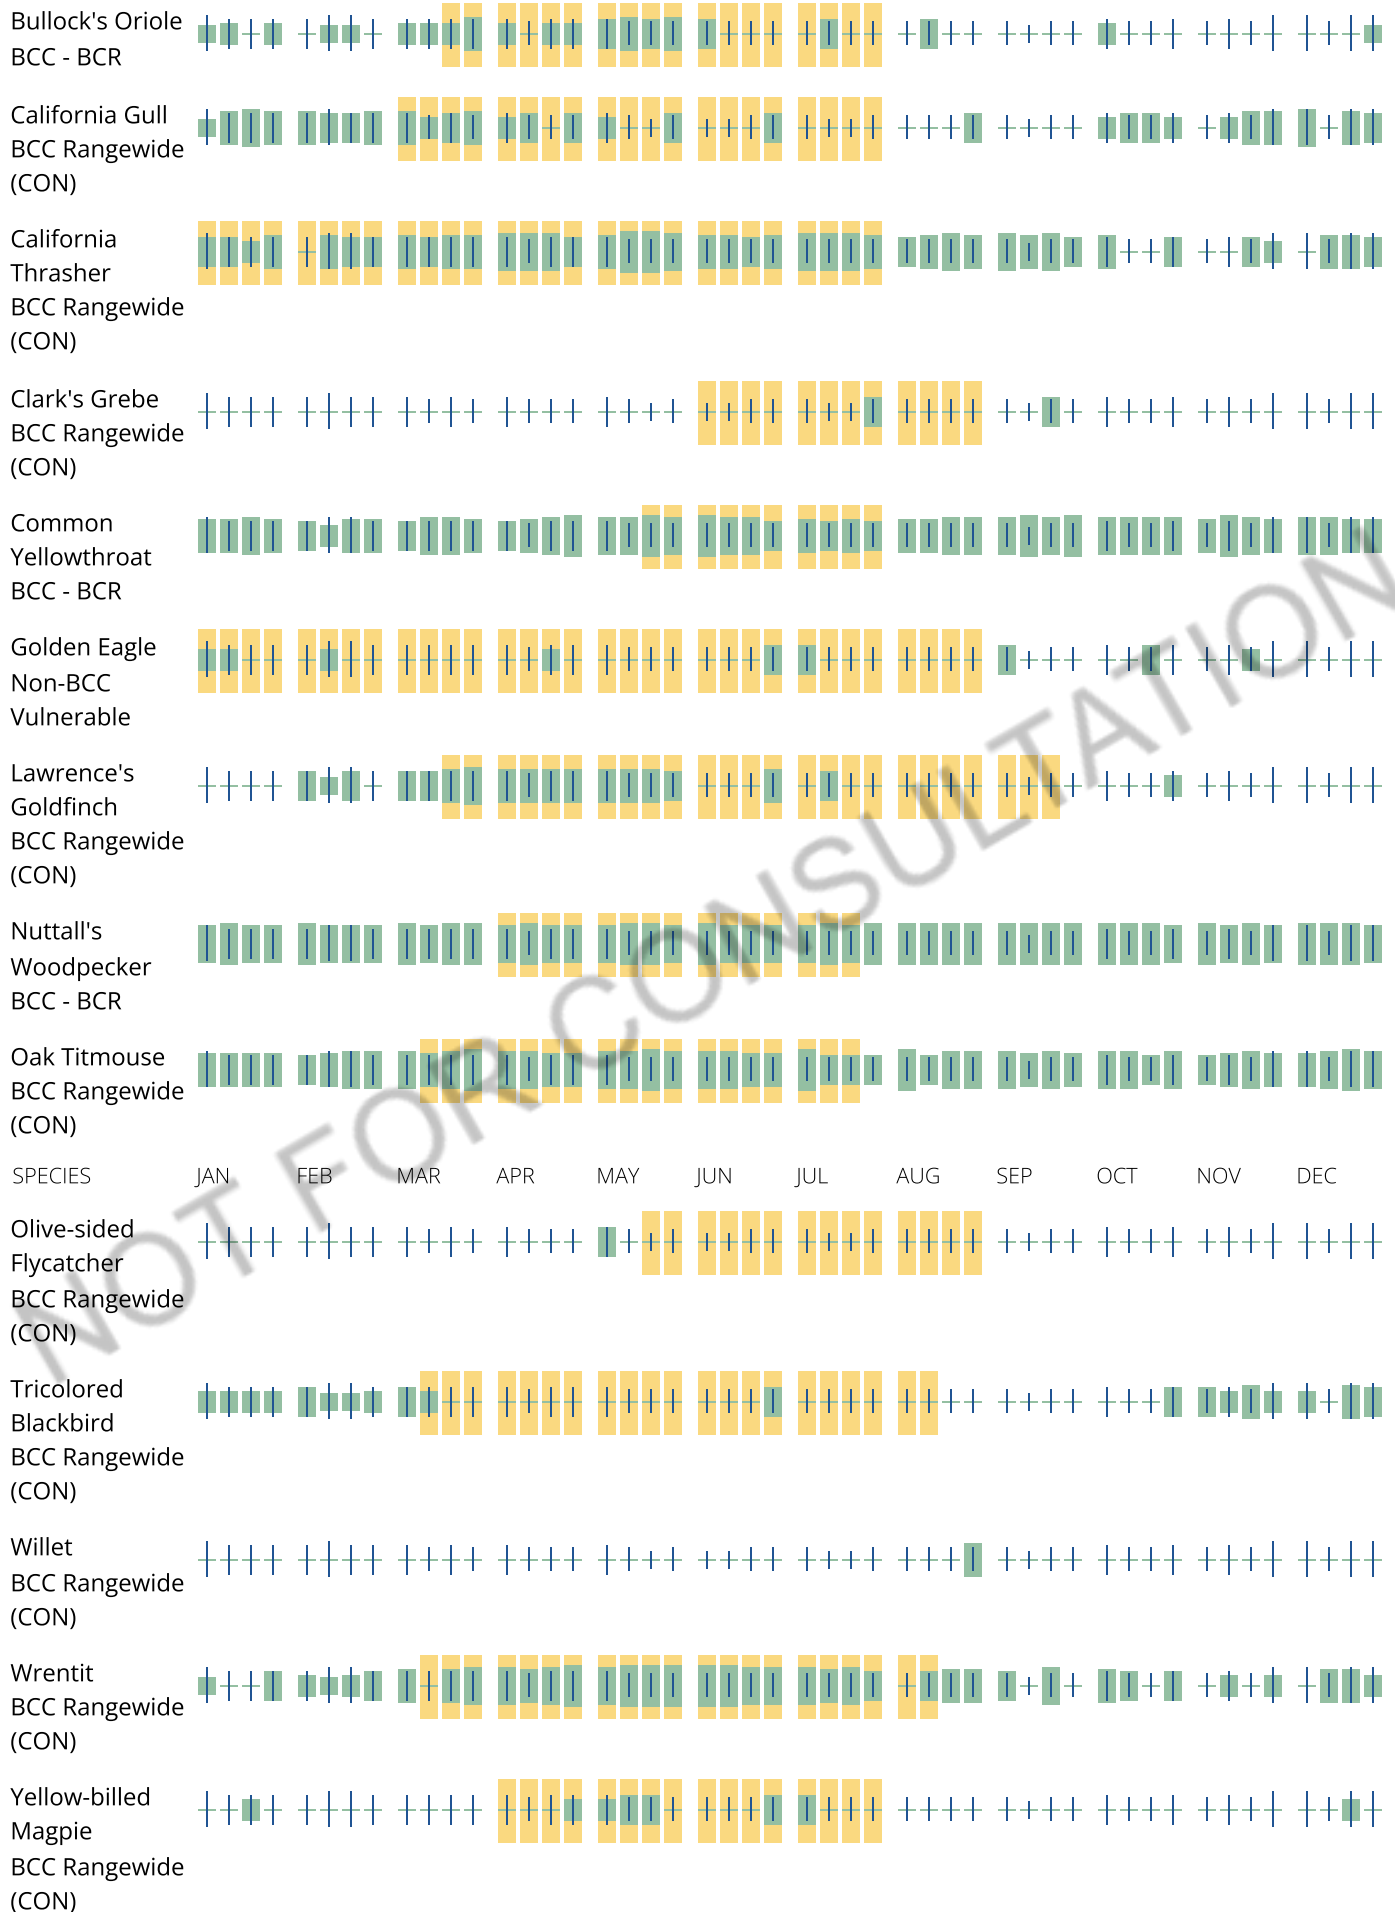 Bullock's Oriole
BCC - BCR
California Gull
BCC Rangewide
(CON)
California
Thrasher
BCC Rangewide
(CON)
Clark's Grebe
BCC Rangewide
(CON)
Common
Yellowthroat
BCC - BCR
Golden Eagle
Non-BCC
Vulnerable
Lawrence's
Goldfinch
BCC Rangewide
(CON)
Nuttall's
Woodpecker
BCC - BCR
Oak Titmouse
BCC Rangewide
(CON)
SPECIES JAN FEB MAR APR MAY JUN JUL AUG SEP OCT NOV DEC
Olive-sided
Flycatcher
BCC Rangewide
(CON)
Tricolored
Blackbird
BCC Rangewide
(CON)
Willet
BCC Rangewide
(CON)
Wrentit
BCC Rangewide
(CON)
Yellow-billed
Magpie
BCC Rangewide
(CON)
NOT FOR CONSULTATION